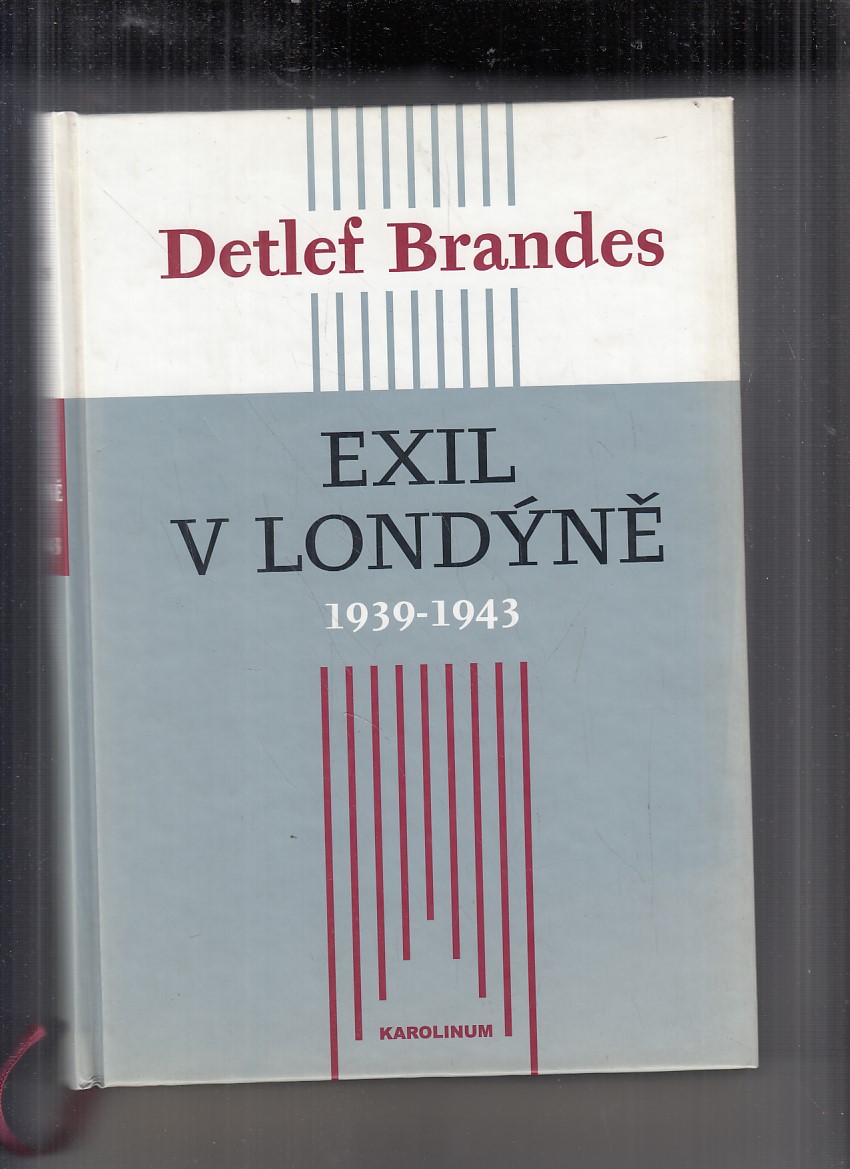 Detlef Brandes
EXIL
V LONDÝNĚ
1939-1943
KAROLINUM